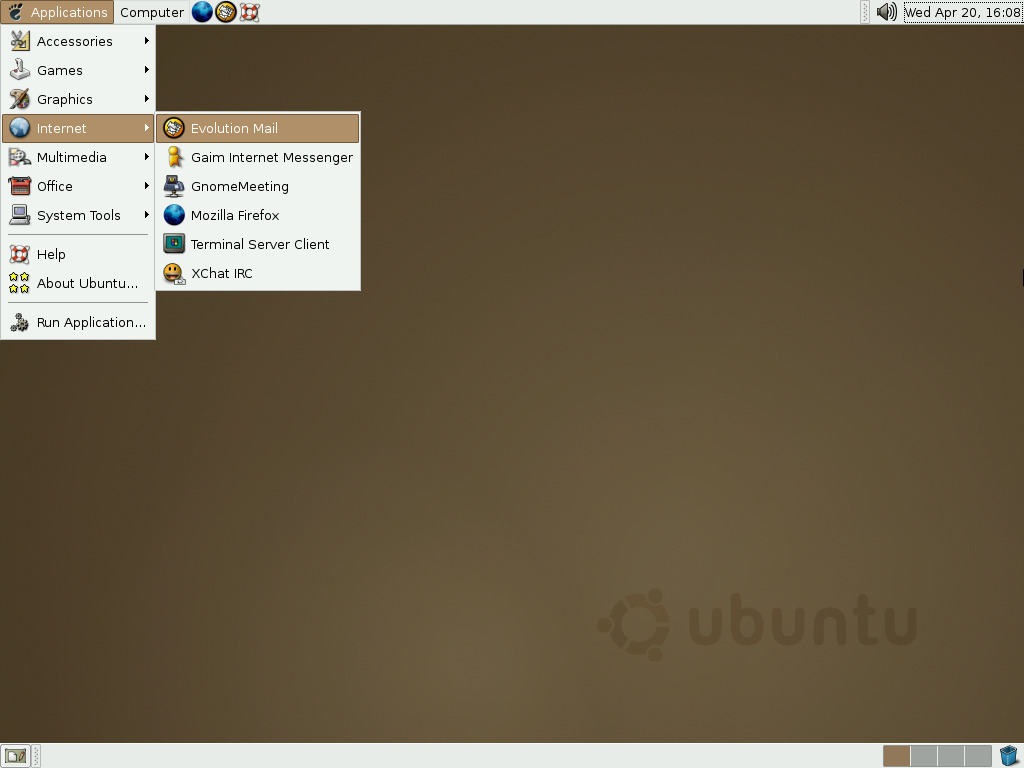 Applications Computer Wed Apr 20, 16:08
Accessories
Games
Graphics
Internet
Multimedia
Office
System Tools
Help
About Ubuntu...
Run Application...
Evolution Mail
Gaim Internet Messenger
GnomeMeeting
Mozilla Firefox
Terminal Server Client
XChat IRC
ubuntu